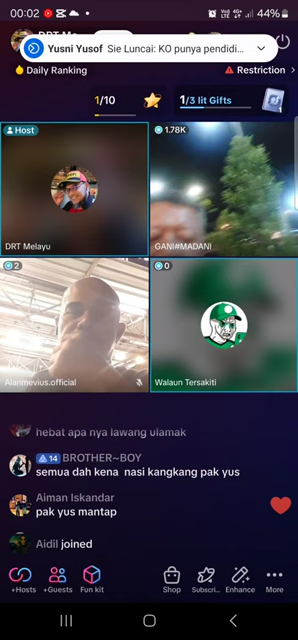 00:02
44%
DRT Me
Yusni Yusof Sie Luncai: KO punya pendidi...
Daily Ranking
Restriction >
1/10
1/3 lit Gifts
Host
1.78K
DRT Melayu
GANI#MADANI
2
0
Alanmevius.official
Walaun Tersakiti
hebat apa nya lawang ulamak
14 BROTHER~BOY
semua dah kena nasi kangkang pak yus
Aiman Iskandar
pak yus mantap
Aidil joined
+Hosts
+Guests
Fun kit
Shop
Subscri...
Enhance
More